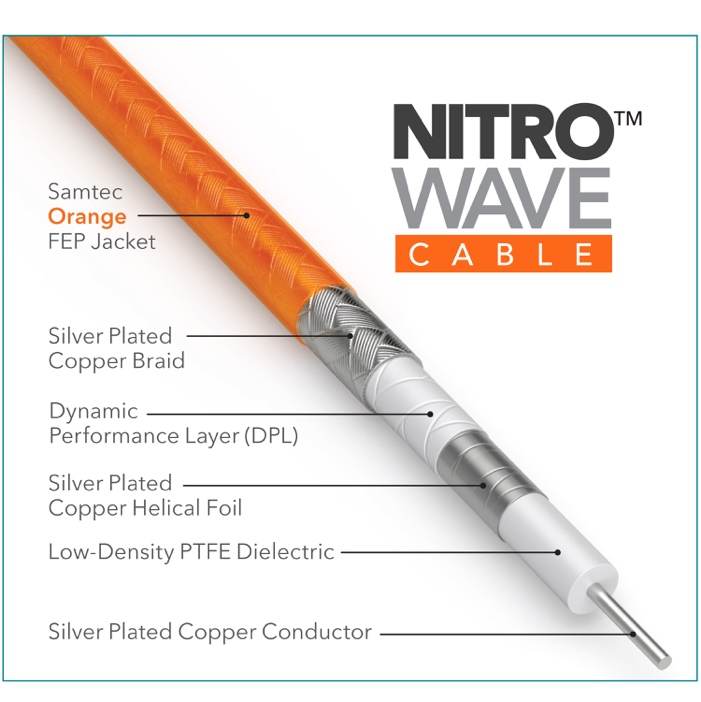 NITRO™
WAVE
CABLE
Samtec
Orange
FEP Jacket
Silver Plated
Copper Braid
Dynamic
Performance Layer (DPL)
Silver Plated
Copper Helical Foil
Low-Density PTFE Dielectric
Silver Plated Copper Conductor